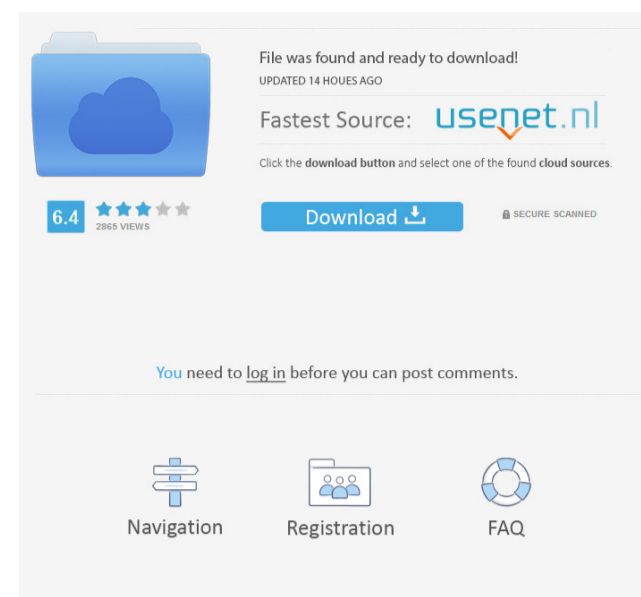 File was found and ready to download!
UPDATED 14 HOUES AGO
Fastest Source: usenet.nl
Click the download button and select one of the found cloud sources.
6.4
2865 VIEWS
Download
SECURE SCANNED
You need to log in before you can post comments.
Navigation
Registration
FAQ